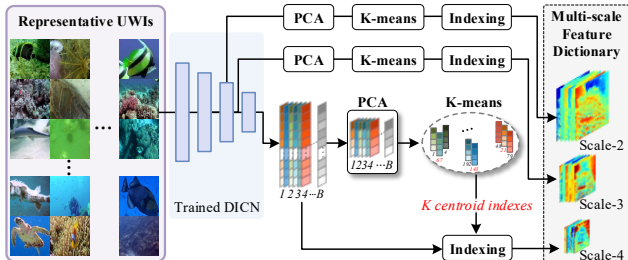 Representative UWIs
PCA
K-means
Indexing
Multi-scale
Feature
Dictionary
PCA
K-means
Indexing
PCA
K-means
1 2 3 4 ··· B
1234 ···B
Trained DICN
K centroid indexes
Indexing
Scale-2
Scale-3
Scale-4